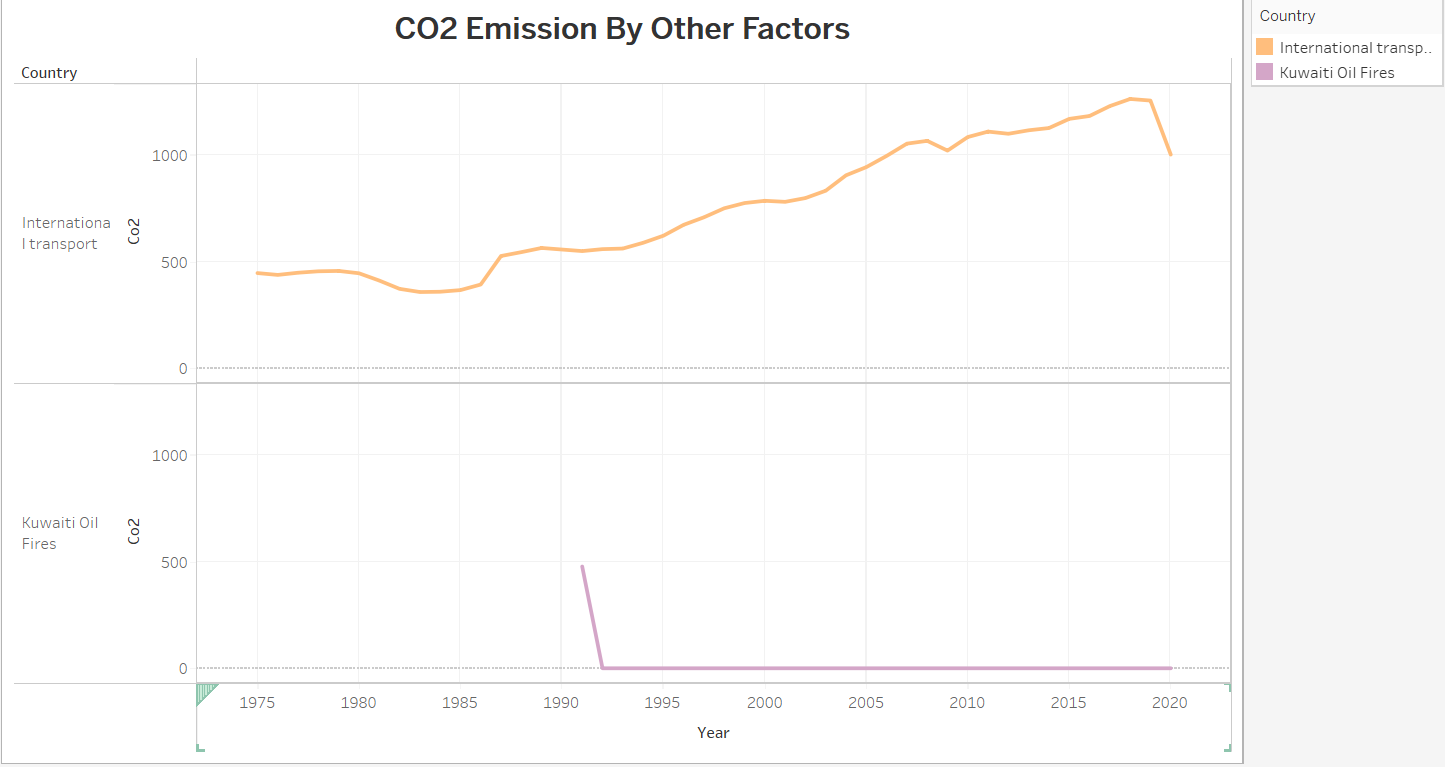 CO2 Emission By Other Factors
Country
International transp..
Kuwaiti Oil Fires
Country
1000
500
0
Internationa
l transport
Co2
1000
500
0
Kuwaiti Oil
Fires
Co2
1975 1980 1985 1990 1995 2000 2005 2010 2015 2020
Year